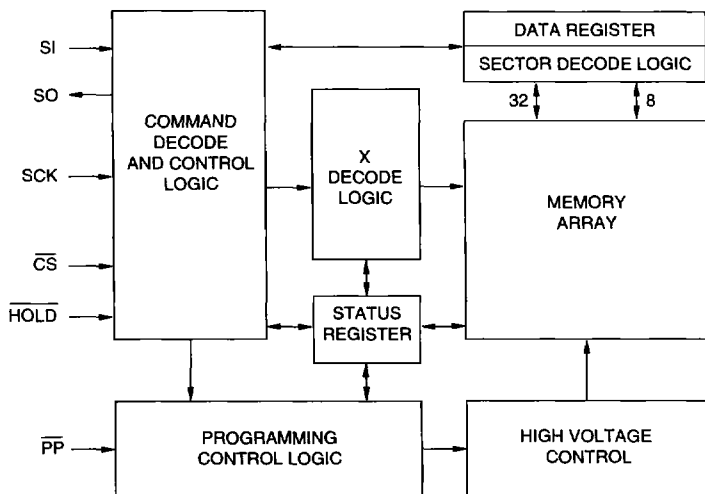 SI
SO
SCK
CS
HOLD
PP
COMMAND
DECODE
AND CONTROL
LOGIC
X
DECODE
LOGIC
STATUS
REGISTER
DATA REGISTER
SECTOR DECODE LOGIC
32
8
MEMORY
ARRAY
PROGRAMMING
CONTROL LOGIC
HIGH VOLTAGE
CONTROL